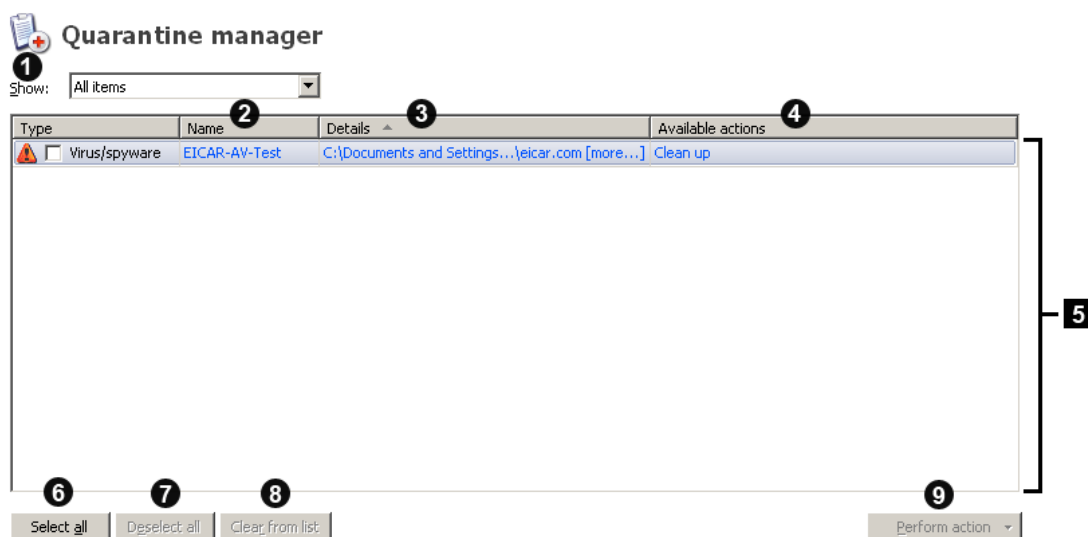 Quarantine manager
1
Show: All items
2 3 4
Type Name Details Available actions
Virus/spyware EICAR-AV-Test C:\Documents and Settings...\eicar.com [more...] Clean up
5
6 7 8 9
Select all Deselect all Clear from list Perform action